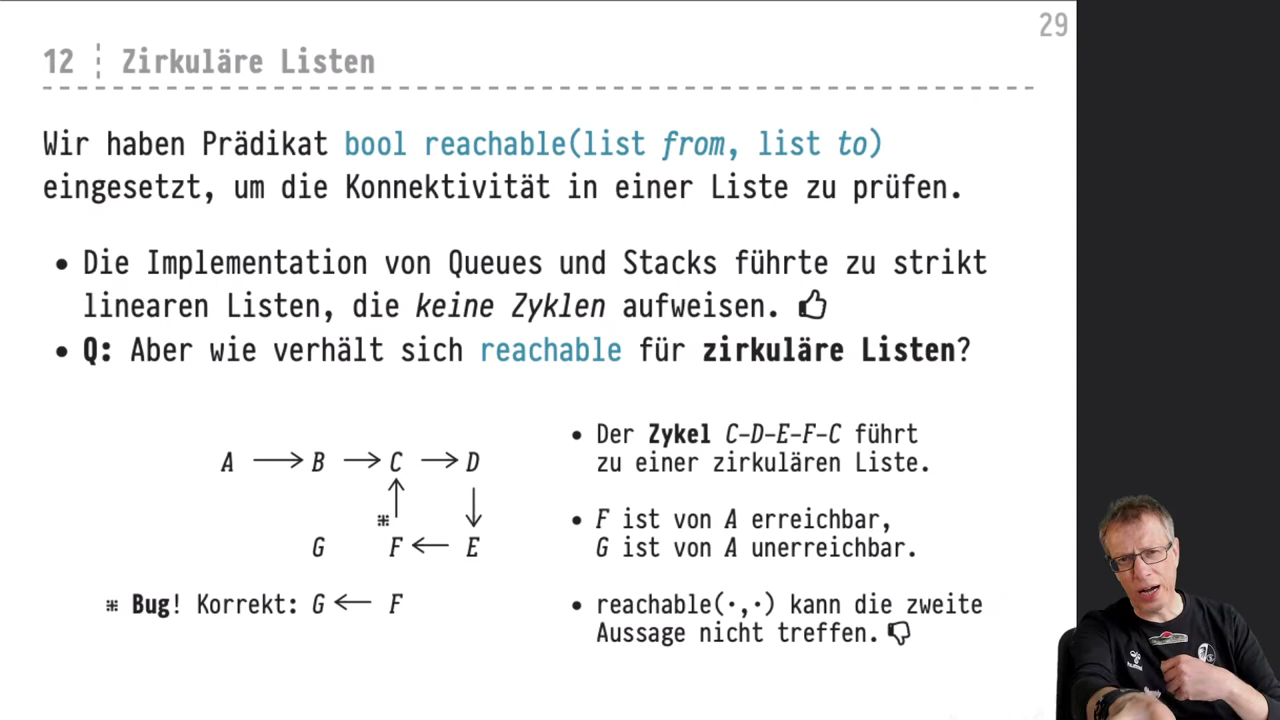 29
12 ┆ Zirkuläre Listen
Wir haben Prädikat bool reachable(list from, list to)
eingesetzt, um die Konnektivität in einer Liste zu prüfen.
• Die Implementation von Queues und Stacks führte zu strikt
linearen Listen, die keine Zyklen aufweisen. 👍
• Q: Aber wie verhält sich reachable für zirkuläre Listen?
A ⟶ B ⟶ C ⟶ D
⁜
G F ⟵ E
⁜ Bug! Korrekt: G ⟵ F
• Der Zykel C–D–E–F–C führt
zu einer zirkulären Liste.
• F ist von A erreichbar,
G ist von A unerreichbar.
• reachable(·,·) kann die zweite
Aussage nicht treffen. 👎